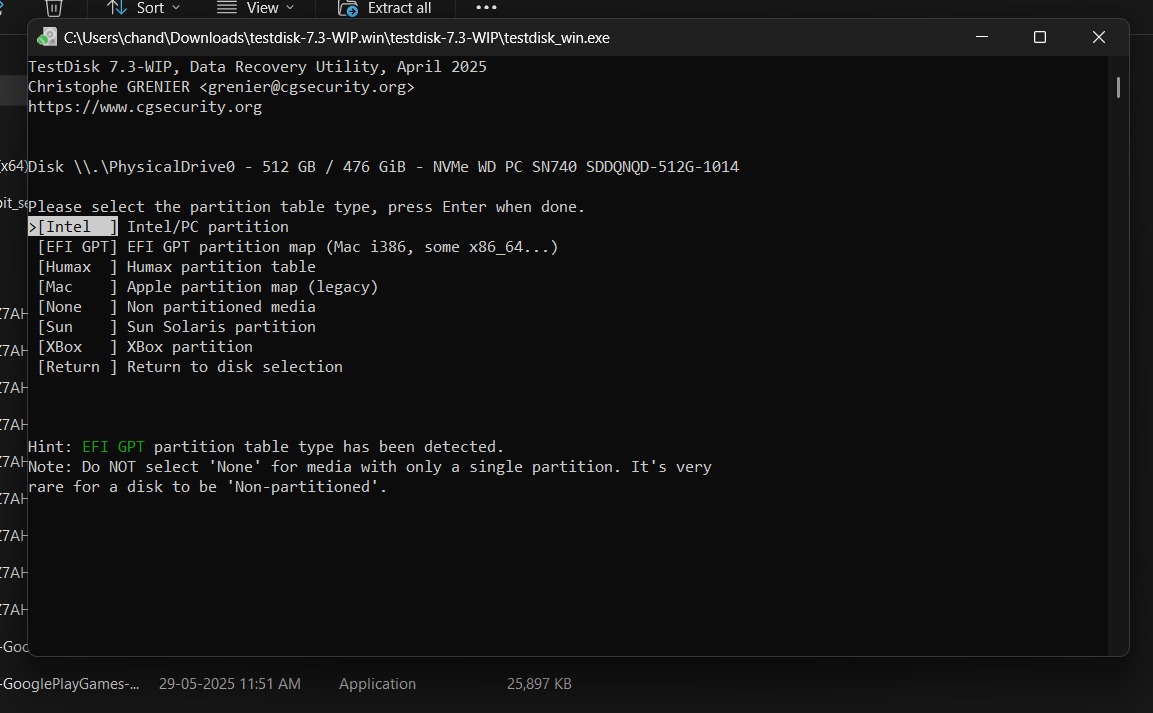 Sort
View
Extract all
C:\Users\chand\Downloads\testdisk-7.3-WIP.win\testdisk-7.3-WIP\testdisk_win.exe
TestDisk 7.3-WIP, Data Recovery Utility, April 2025
Christophe GRENIER <grenier@cgsecurity.org>
https://www.cgsecurity.org
x64)
Disk \\.\PhysicalDrive0 - 512 GB / 476 GiB - NVMe WD PC SN740 SDDQNQD-512G-1014
bit_se
Please select the partition table type, press Enter when done.
>[Intel  ] Intel/PC partition
[EFI GPT] EFI GPT partition map (Mac i386, some x86_64...)
[Humax  ] Humax partition table
[Mac    ] Apple partition map (legacy)
[None   ] Non partitioned media
Z7AH
[Sun    ] Sun Solaris partition
[XBox   ] XBox partition
Z7AH
[Return ] Return to disk selection
Z7AH
Z7AH
Hint: EFI GPT partition table type has been detected.
Z7AH
Note: Do NOT select 'None' for media with only a single partition. It's very
rare for a disk to be 'Non-partitioned'.
Z7AH
Z7AH
Z7AH
Z7AH
-Goo
-GooglePlayGames-... 29-05-2025 11:51 AM Application 25,897 KB